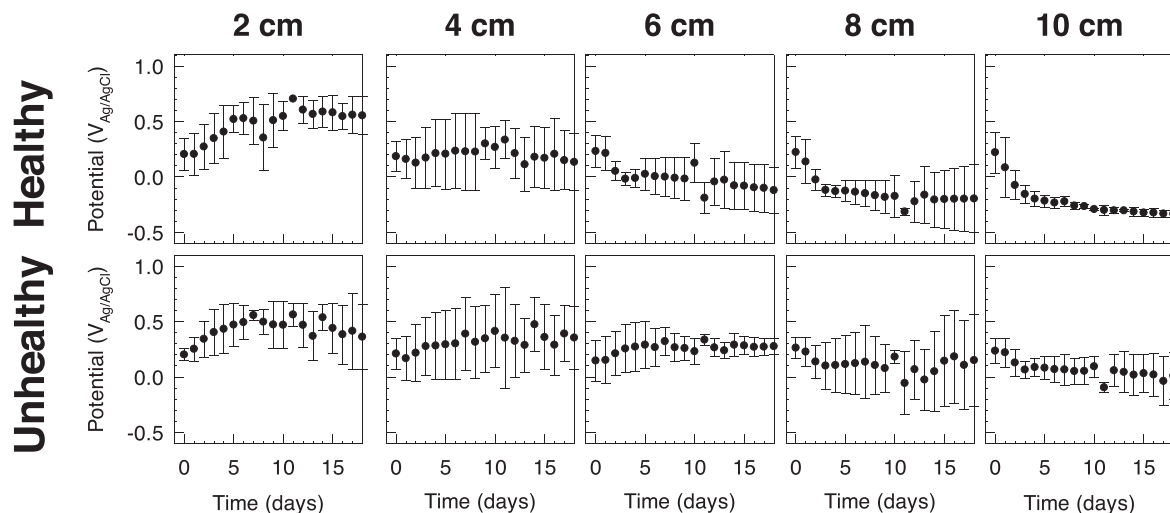 2 cm 4 cm 6 cm 8 cm 10 cm
Healthy
Potential (V_Ag/AgCl)
1.0
0.5
0.0
-0.5
Unhealthy
Potential (V_Ag/AgCl)
1.0
0.5
0.0
-0.5
0 5 10 15 0 5 10 15 0 5 10 15 0 5 10 15 0 5 10 15
Time (days) Time (days) Time (days) Time (days) Time (days)